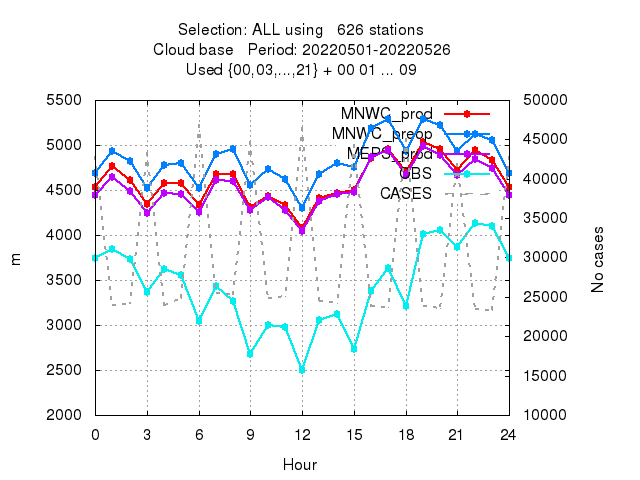 Selection: ALL using   626 stations
Cloud base   Period: 20220501-20220526
Used {00,03,...,21} + 00 01 ... 09
5500
5000
4500
4000
3500
3000
2500
2000
m
50000
45000
40000
35000
30000
25000
20000
15000
10000
No cases
MNWC_prod
MNWC_preop
MEPS_prod
OBS
CASES
0 3 6 9 12 15 18 21 24
Hour